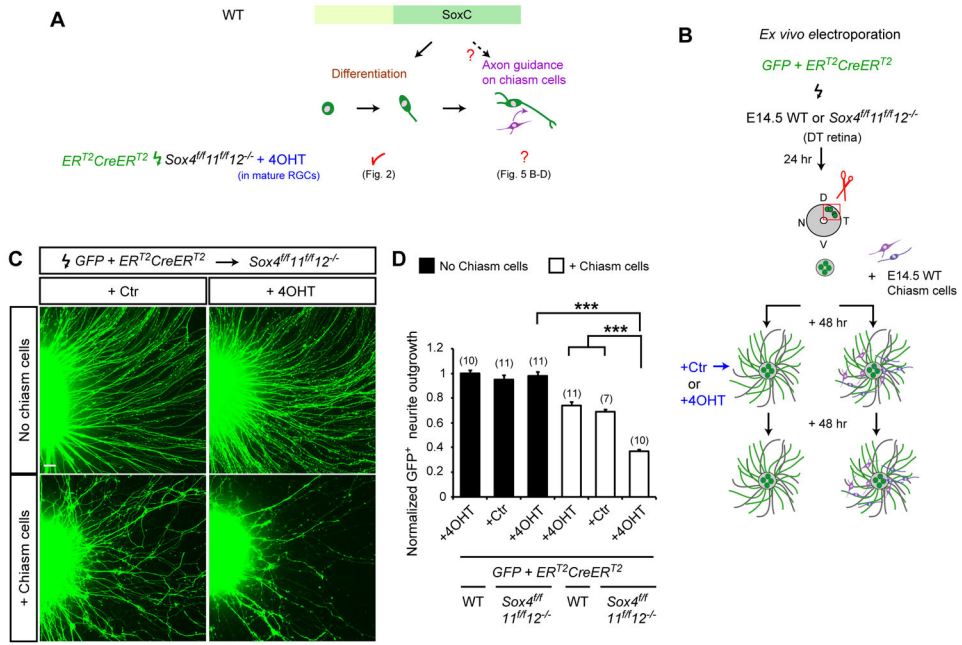 A
WT
SoxC
?
Differentiation
Axon guidance
on chiasm cells
ER^T2CreER^T2 Sox4^f/f11^f/f12^-/- + 4OHT
(in mature RGCs)
(Fig. 2)
?
(Fig. 5 B-D)
B
Ex vivo electroporation
GFP + ER^T2CreER^T2
E14.5 WT or Sox4^f/f11^f/f12^-/-
(DT retina)
24 hr
D
N
T
V
+ E14.5 WT
Chiasm cells
+ 48 hr
+Ctr
or
+4OHT
+ 48 hr
C
GFP + ER^T2CreER^T2 → Sox4^f/f11^f/f12^-/-
+ Ctr
+ 4OHT
No Chiasm cells
+ Chiasm cells
D
No Chiasm cells
+ Chiasm cells
***
***
Normalized GFP^+ neurite outgrowth
1.2
1
0.8
0.6
0.4
0.2
0
(10)
(11)
(11)
(11)
(7)
(10)
+4OHT
+Ctr
+4OHT
+4OHT
+Ctr
+4OHT
GFP + ER^T2CreER^T2
WT
Sox4^f/f
11^f/f12^-/-
WT
Sox4^f/f
11^f/f12^-/-